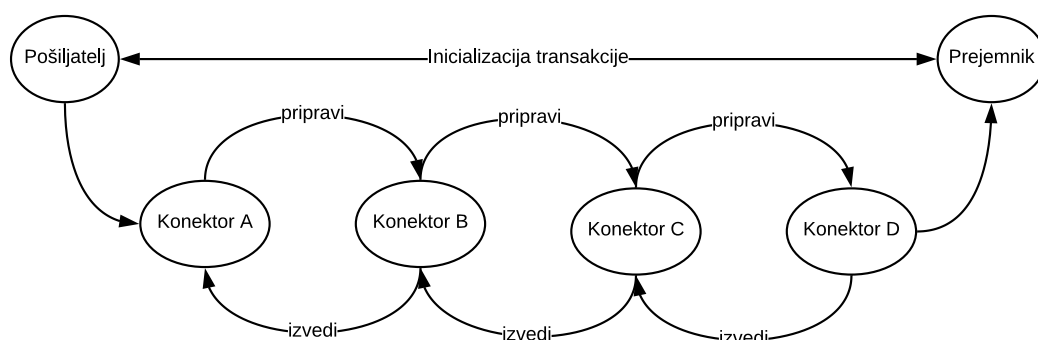 Pošiljatelj
Inicializacija transakcije
Prejemnik
pripravi
pripravi
pripravi
Konektor A
Konektor B
Konektor C
Konektor D
izvedi
izvedi
izvedi